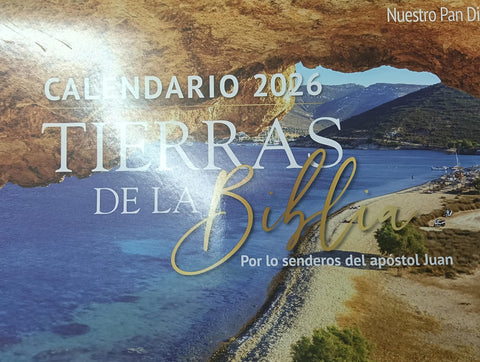 Nuestro Pan Di
CALENDARIO 2026
TIERRAS
DE LA Biblia
Por lo senderos del apóstol Juan